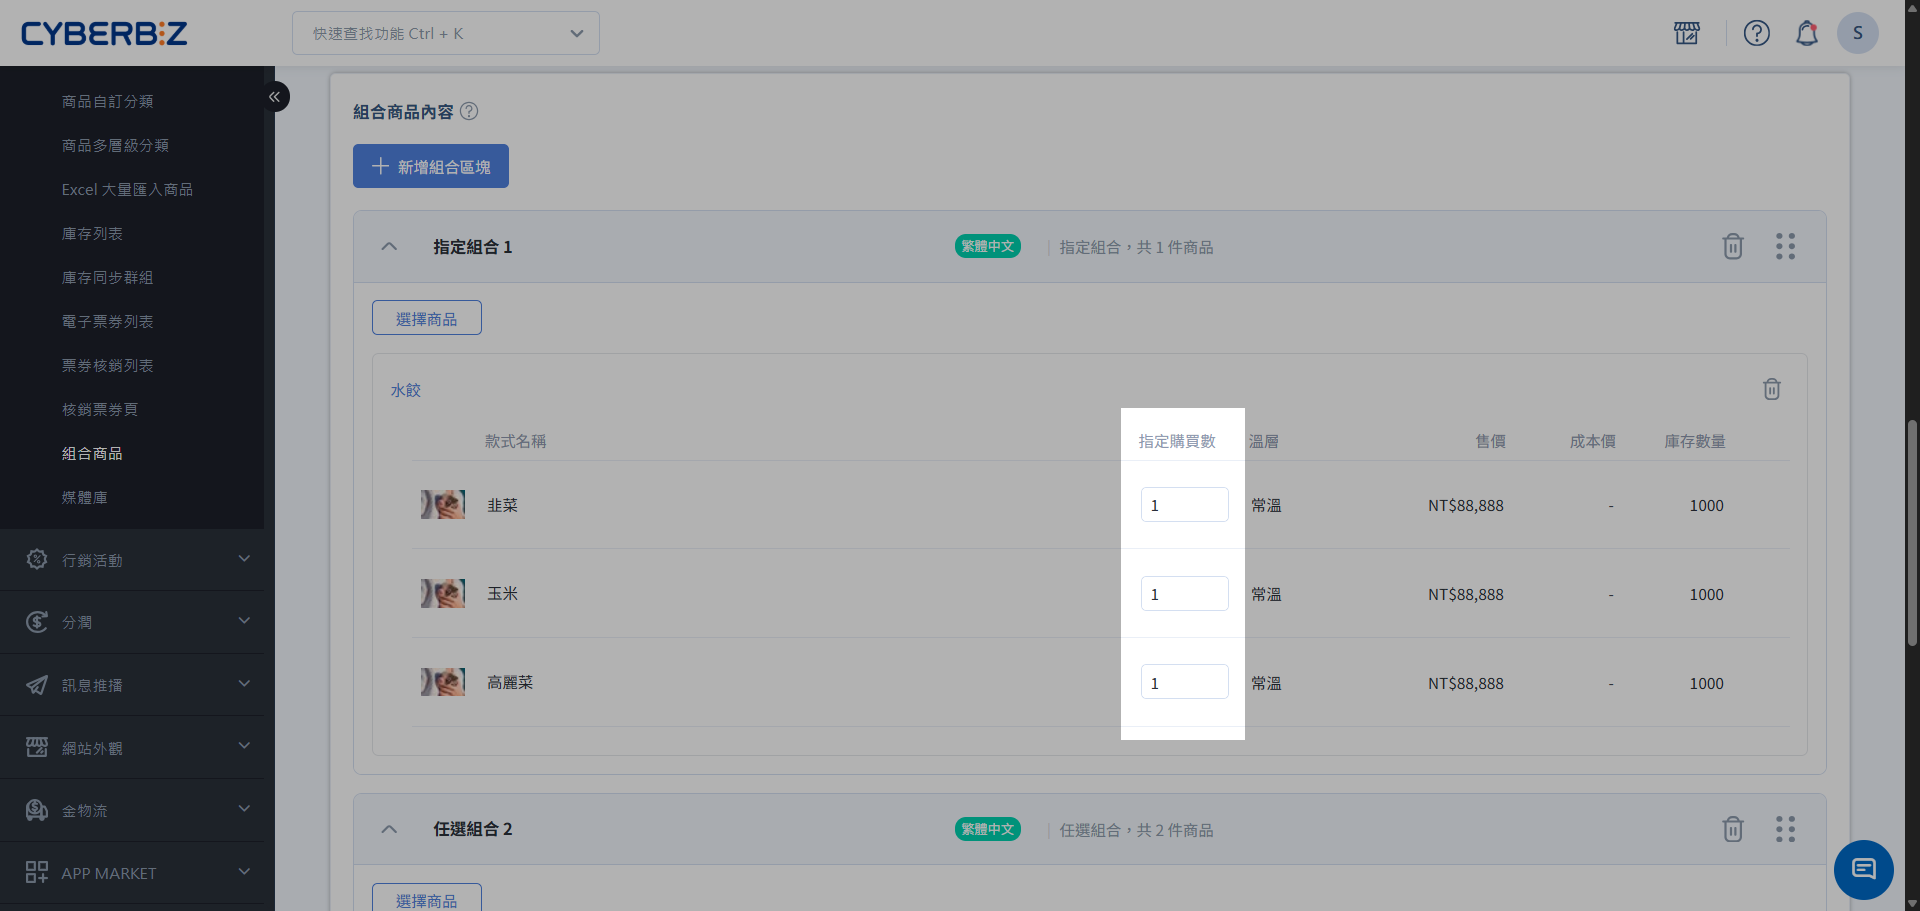 CYBERBIZ
快速查找功能 Ctrl + K
S
商品自訂分類
商品多層級分類
Excel 大量匯入商品
庫存列表
庫存同步群組
電子票券列表
票券核銷列表
核銷票券頁
組合商品
媒體庫
行銷活動
分潤
訊息推播
網站外觀
金物流
APP MARKET
組合商品內容
新增組合區塊
指定組合 1
繁體中文
指定組合，共 1 件商品
選擇商品
水餃
款式名稱 指定購買數 溫層 售價 成本價 庫存數量
韭菜 1 常溫 NT$88,888 - 1000
玉米 1 常溫 NT$88,888 - 1000
高麗菜 1 常溫 NT$88,888 - 1000
任選組合 2
繁體中文
任選組合，共 2 件商品
選擇商品